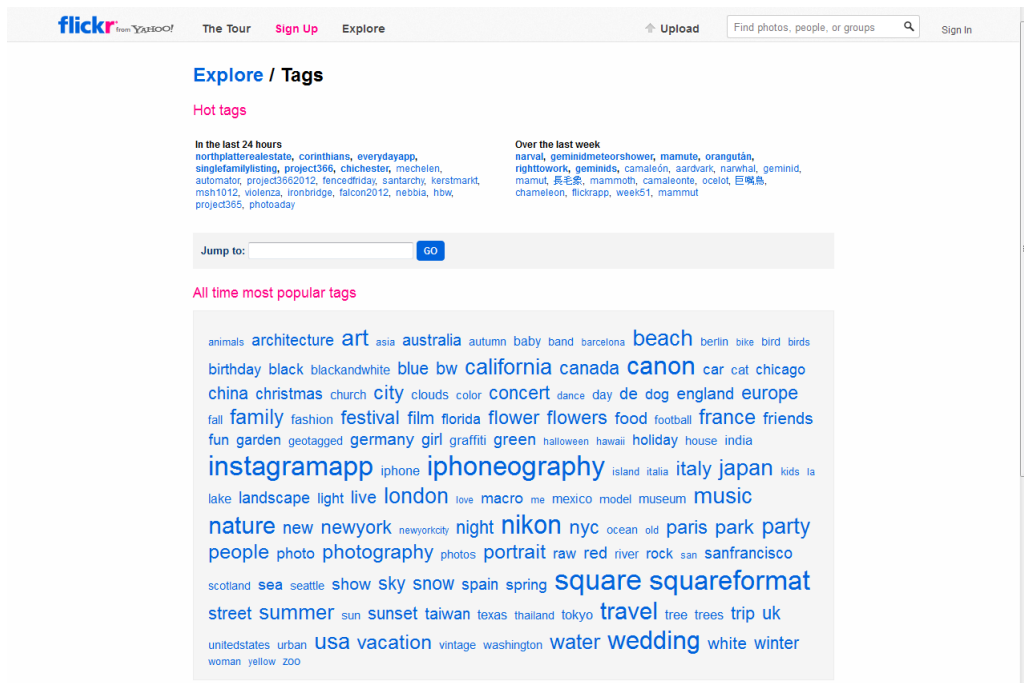 flickr from YAHOO! The Tour Sign Up Explore Upload Find photos, people, or groups Sign In
Explore / Tags
Hot tags
In the last 24 hours
northplatterealestate, corinthians, everydayapp,
singlefamilylisting, project366, chichester, mechelen,
automator, project3662012, fencedfriday, santarchy, kerstmarkt,
msh1012, violenza, ironbridge, falcon2012, nebbia, hbw,
project365, photoaday
Over the last week
narval, geminidmeteorshower, mamute, orangután,
righttowork, geminids, camaleón, aardvark, narwhal, geminid,
mamut, 長毛象, mammoth, camaleonte, ocelot, 巨嘴鳥,
chameleon, flickrapp, week51, mammut
Jump to: GO
All time most popular tags
animals architecture art asia australia autumn baby band barcelona beach berlin bike bird birds
birthday black blackandwhite blue bw california canada canon car cat chicago
china christmas church city clouds color concert dance day de dog england europe
fall family fashion festival film florida flower flowers food football france friends
fun garden geotagged germany girl graffiti green halloween hawaii holiday house india
instagramapp iphone iphoneography island italia italy japan kids la
lake landscape light live london love macro me mexico model museum music
nature new newyork newyorkcity night nikon nyc ocean old paris park party
people photo photography photos portrait raw red river rock san sanfrancisco
scotland sea seattle show sky snow spain spring square squareformat
street summer sun sunset taiwan texas thailand tokyo travel tree trees trip uk
unitedstates urban usa vacation vintage washington water wedding white winter
woman yellow zoo